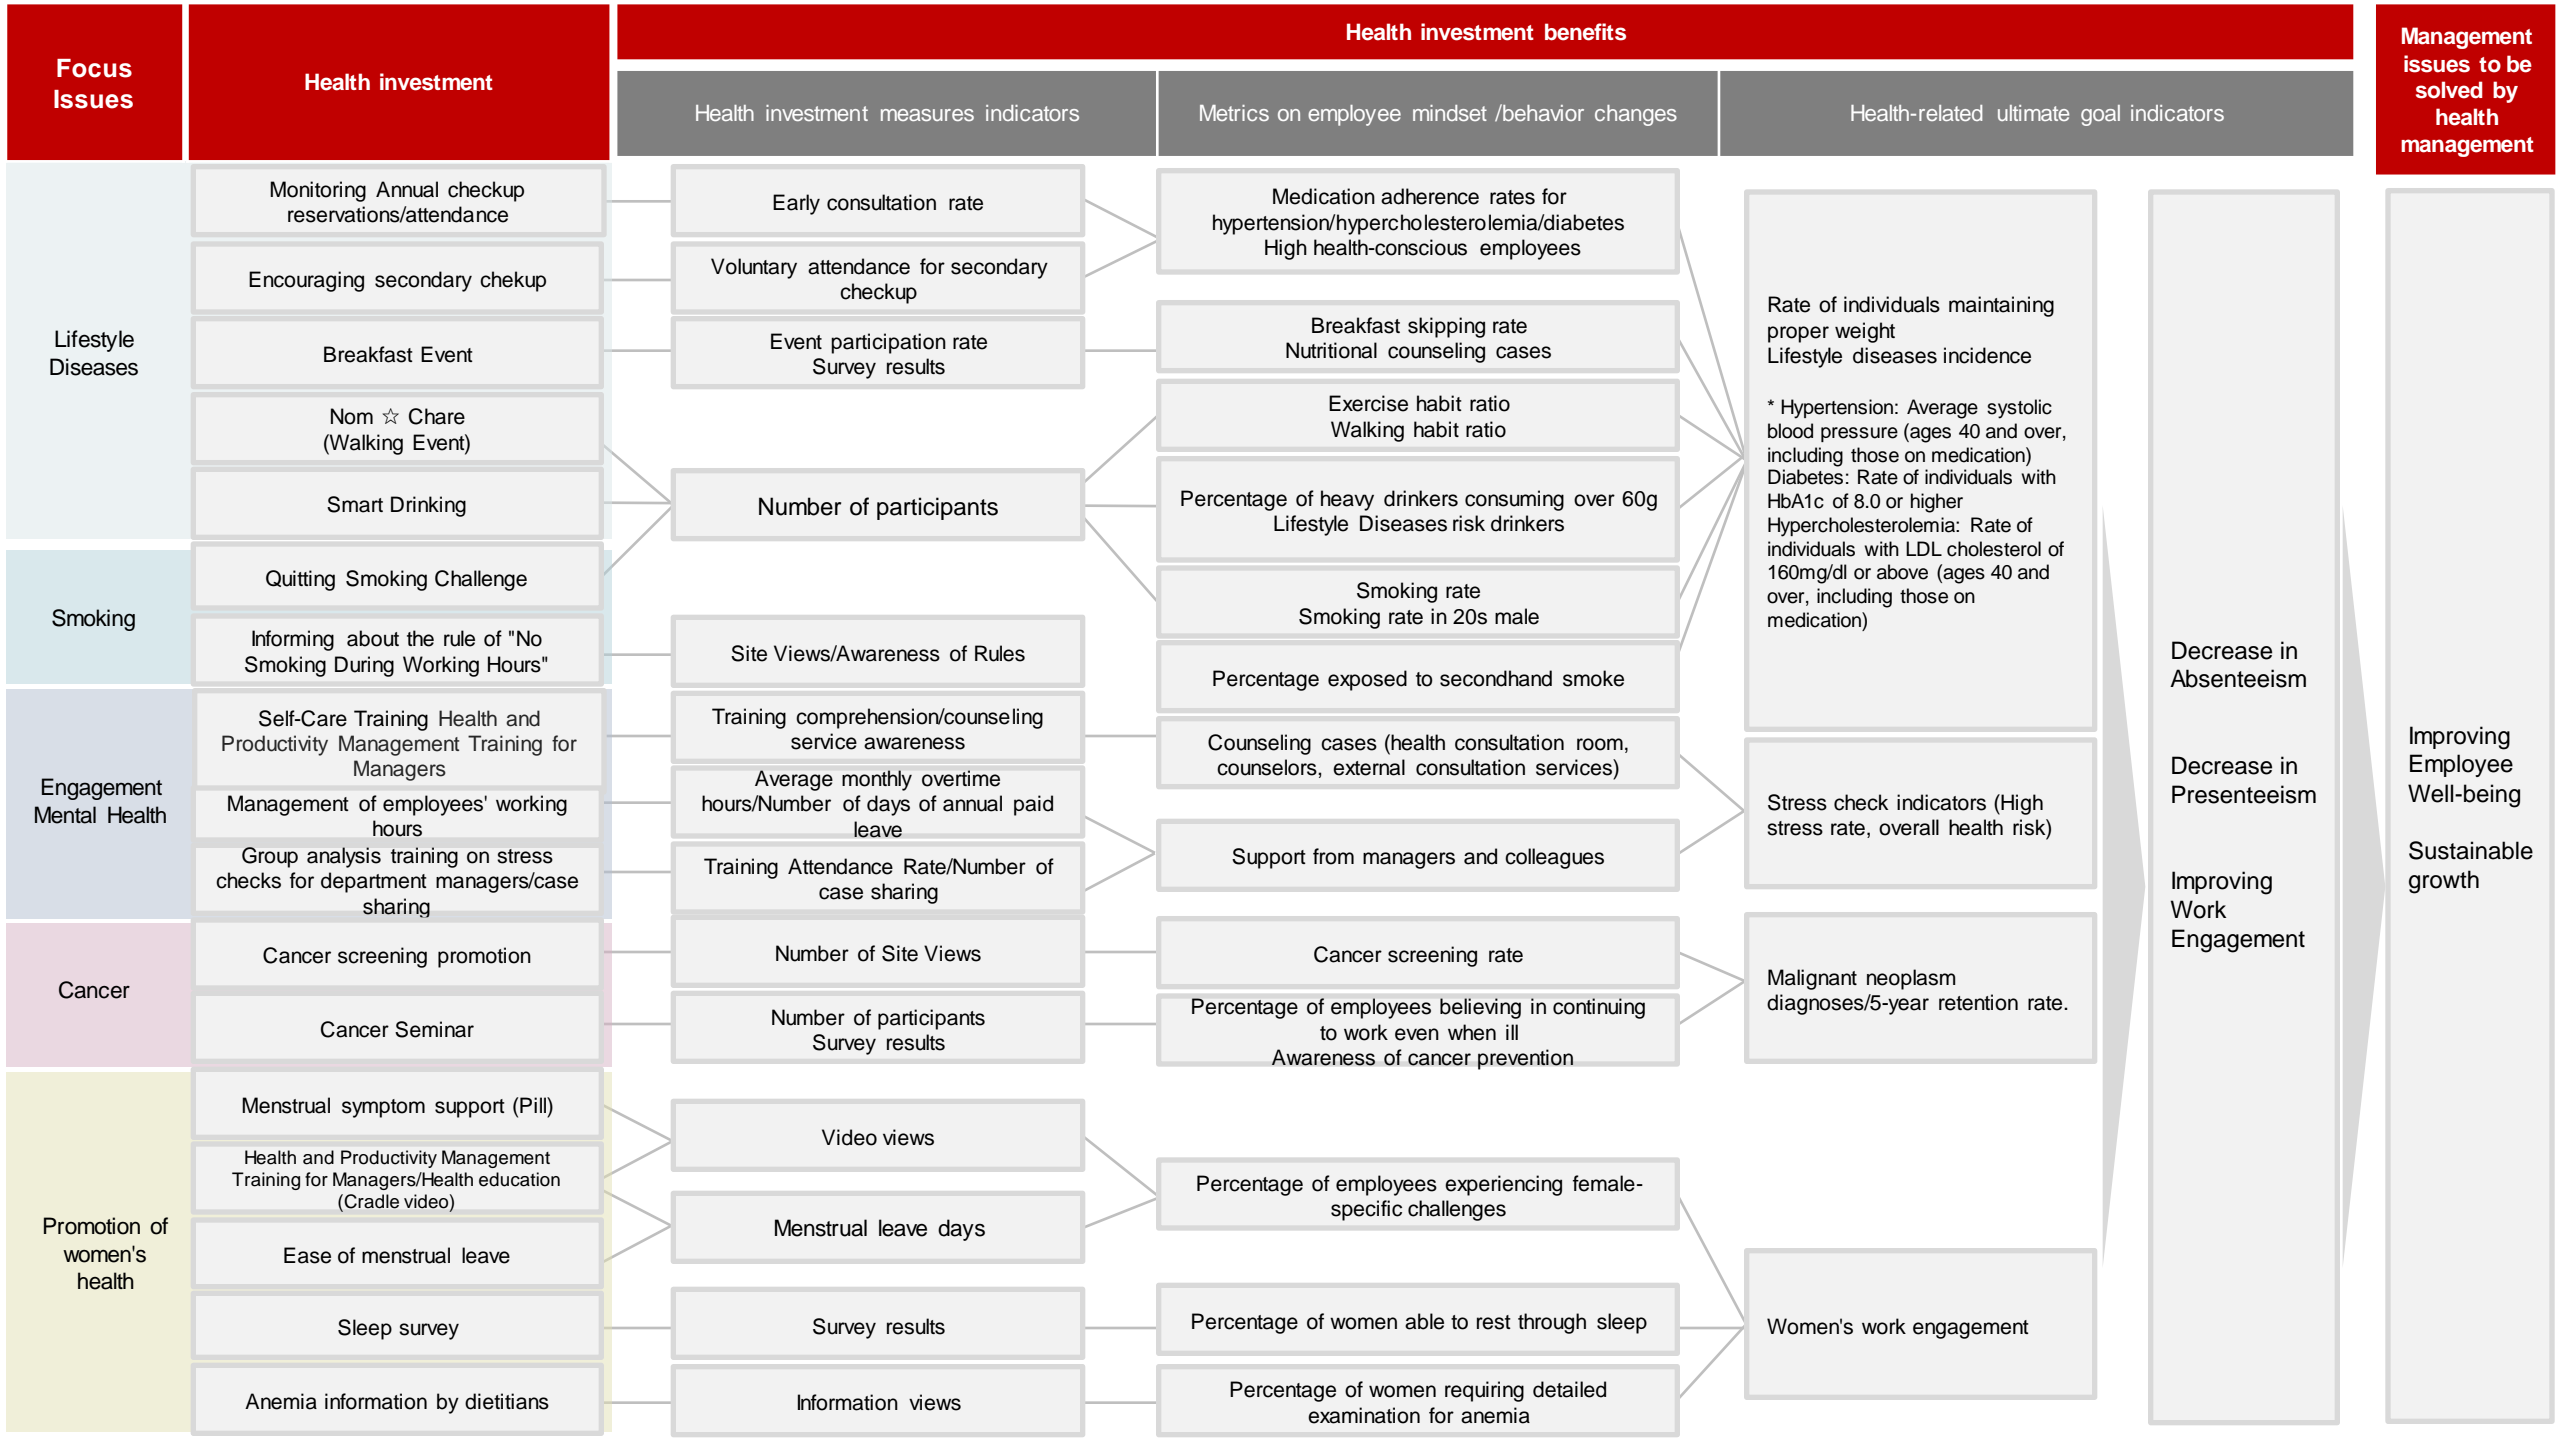 Focus
Issues
Health investment
Health investment benefits
Management
issues to be
solved by
health
management
Health investment measures indicators
Metrics on employee mindset /behavior changes
Health-related ultimate goal indicators
Lifestyle
Diseases
Monitoring Annual checkup
reservations/attendance
Encouraging secondary chekup
Breakfast Event
Nom ☆ Chare
(Walking Event)
Smart Drinking
Early consultation rate
Voluntary attendance for secondary
checkup
Event participation rate
Survey results
Number of participants
Medication adherence rates for
hypertension/hypercholesterolemia/diabetes
High health-conscious employees
Breakfast skipping rate
Nutritional counseling cases
Exercise habit ratio
Walking habit ratio
Percentage of heavy drinkers consuming over 60g
Lifestyle Diseases risk drinkers
Smoking rate
Smoking rate in 20s male
Percentage exposed to secondhand smoke
Rate of individuals maintaining
proper weight
Lifestyle diseases incidence
* Hypertension: Average systolic
blood pressure (ages 40 and over,
including those on medication)
Diabetes: Rate of individuals with
HbA1c of 8.0 or higher
Hypercholesterolemia: Rate of
individuals with LDL cholesterol of
160mg/dl or above (ages 40 and
over, including those on
medication)
Smoking
Quitting Smoking Challenge
Informing about the rule of "No
Smoking During Working Hours"
Site Views/Awareness of Rules
Engagement
Mental Health
Self-Care Training Health and
Productivity Management Training for
Managers
Management of employees' working
hours
Group analysis training on stress
checks for department managers/case
sharing
Training comprehension/counseling
service awareness
Average monthly overtime
hours/Number of days of annual paid
leave
Training Attendance Rate/Number of
case sharing
Counseling cases (health consultation room,
counselors, external consultation services)
Support from managers and colleagues
Stress check indicators (High
stress rate, overall health risk)
Cancer
Cancer screening promotion
Cancer Seminar
Number of Site Views
Number of participants
Survey results
Cancer screening rate
Percentage of employees believing in continuing
to work even when ill
Awareness of cancer prevention
Malignant neoplasm
diagnoses/5-year retention rate.
Promotion of
women's
health
Menstrual symptom support (Pill)
Health and Productivity Management
Training for Managers/Health education
(Cradle video)
Ease of menstrual leave
Sleep survey
Anemia information by dietitians
Video views
Menstrual leave days
Survey results
Information views
Percentage of employees experiencing female-
specific challenges
Percentage of women able to rest through sleep
Percentage of women requiring detailed
examination for anemia
Women's work engagement
Decrease in
Absenteeism
Decrease in
Presenteeism
Improving
Work
Engagement
Improving
Employee
Well-being
Sustainable
growth